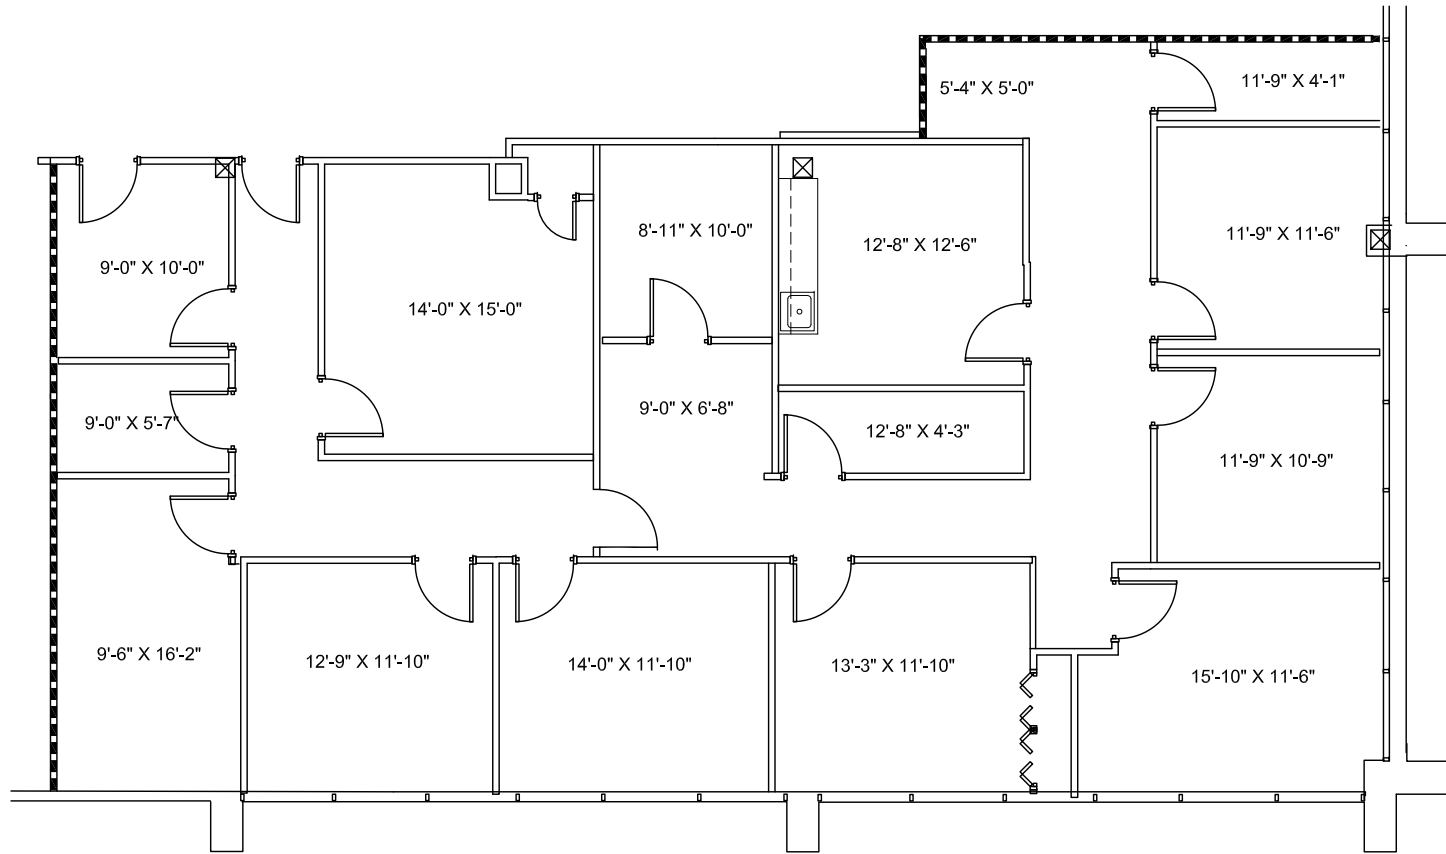 5'-4" X 5'-0"
11'-9" X 4'-1"
8'-11" X 10'-0"
12'-8" X 12'-6"
11'-9" X 11'-6"
9'-0" X 10'-0"
14'-0" X 15'-0"
9'-0" X 6'-8"
9'-0" X 5'-7"
12'-8" X 4'-3"
11'-9" X 10'-9"
9'-6" X 16'-2"
12'-9" X 11'-10"
14'-0" X 11'-10"
13'-3" X 11'-10"
15'-10" X 11'-6"